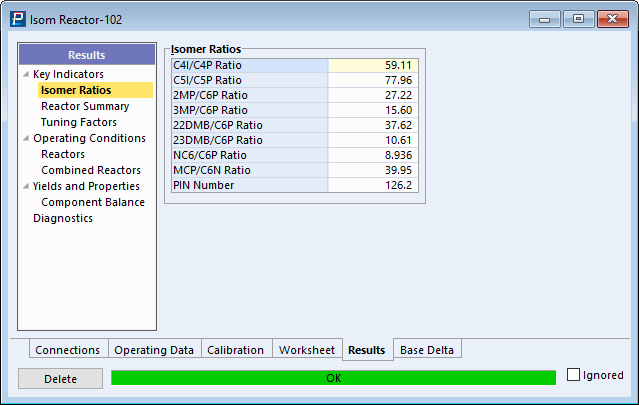 Isom Reactor-102
Results
Key Indicators
Isomer Ratios
Reactor Summary
Tuning Factors
Operating Conditions
Reactors
Combined Reactors
Yields and Properties
Component Balance
Diagnostics
Isomer Ratios
C4I/C4P Ratio 59.11
C5I/C5P Ratio 77.96
2MP/C6P Ratio 27.22
3MP/C6P Ratio 15.60
22DMB/C6P Ratio 37.62
23DMB/C6P Ratio 10.61
NC6/C6P Ratio 8.936
MCP/C6N Ratio 39.95
PIN Number 126.2
Connections Operating Data Calibration Worksheet Results Base Delta
Delete OK Ignored